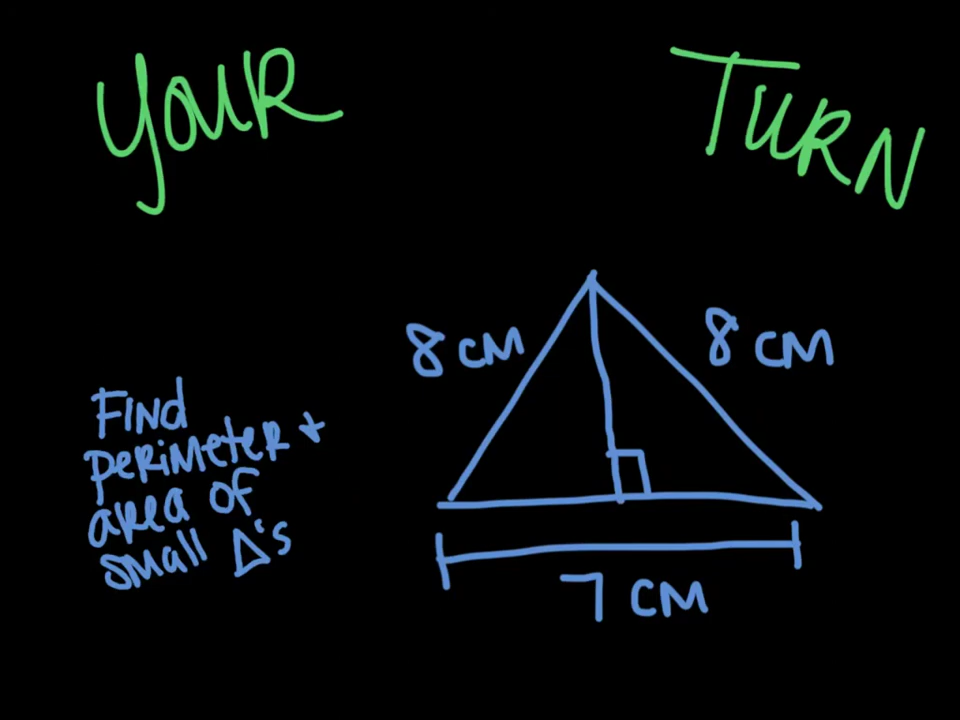 YOUR TURN
8 CM
8 CM
FIND
PERIMETER +
AREA OF
SMALL Δ'S
7 CM